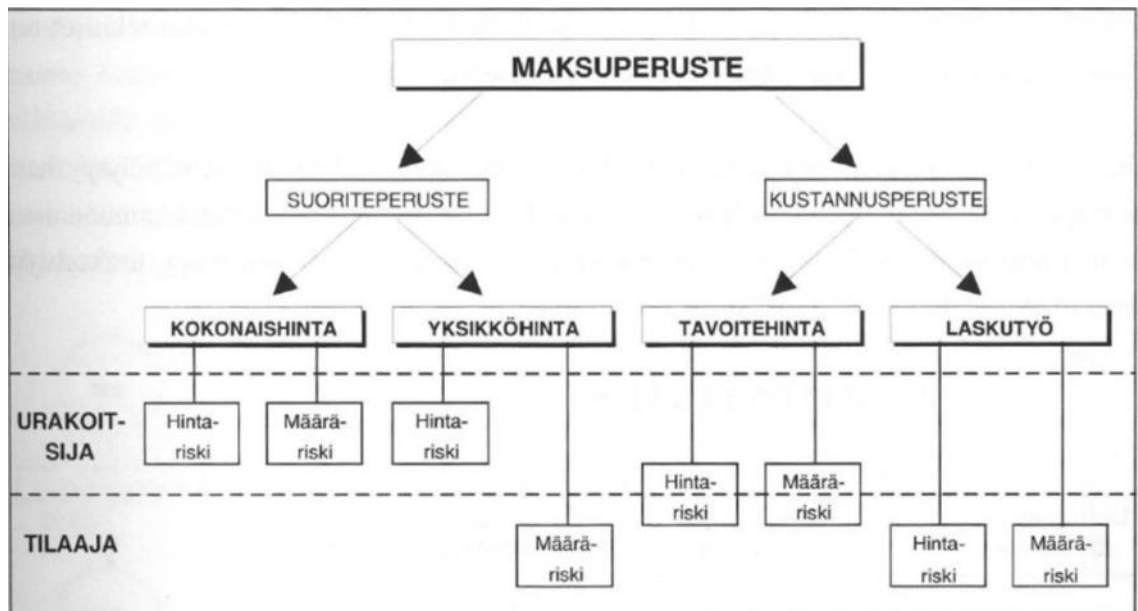 MAKSUPERUSTE
SUORITEPERUSTE
KUSTANNUSPERUSTE
KOKONAISHINTA
YKSIKKÖHINTA
TAVOITEHINTA
LASKUTYÖ
URAKOIT-
SIJA
Hinta-
riski
Määrä-
riski
Hinta-
riski
Hinta-
riski
Määrä-
riski
TILAAJA
Määrä-
riski
Hinta-
riski
Määrä-
riski